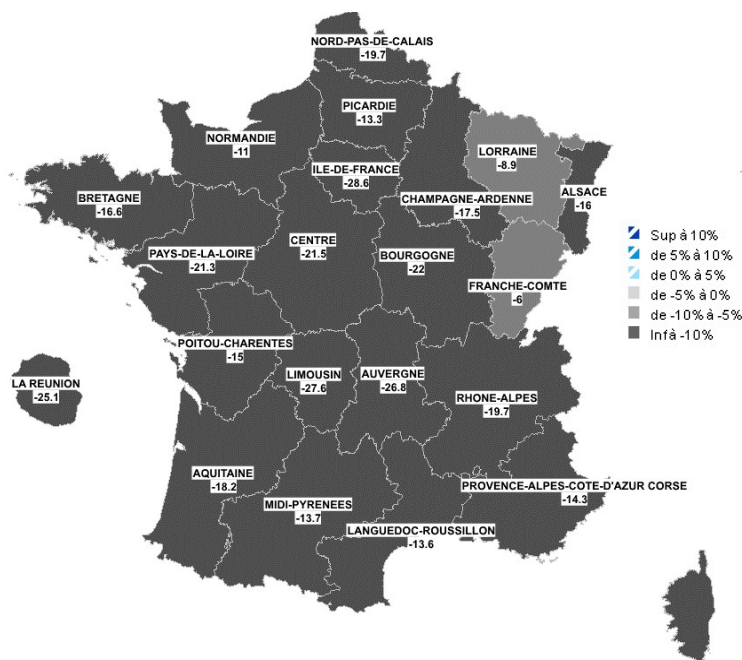 NORD-PAS-DE-CALAIS
-19.7
PICARDIE
-13.3
NORMANDIE
-11
LORRAINE
-8.9
ILE-DE-FRANCE
-28.6
ALSACE
-16
BRETAGNE
-16.6
CHAMPAGNE-ARDENNE
-17.5
PAYS-DE-LA-LOIRE
-21.3
CENTRE
-21.5
BOURGOGNE
-22
FRANCHE-COMTE
-6
Sup à 10%
de 5% à 10%
de 0% à 5%
de -5% à 0%
de -10% à -5%
Inf à -10%
POITOU-CHARENTES
-15
LA REUNION
-25.1
LIMOUSIN
-27.6
AUVERGNE
-26.8
RHONE-ALPES
-19.7
AQUITAINE
-18.2
PROVENCE-ALPES-COTE-D'AZUR CORSE
-14.3
MIDI-PYRENEES
-13.7
LANGUEDOC-ROUSSILLON
-13.6